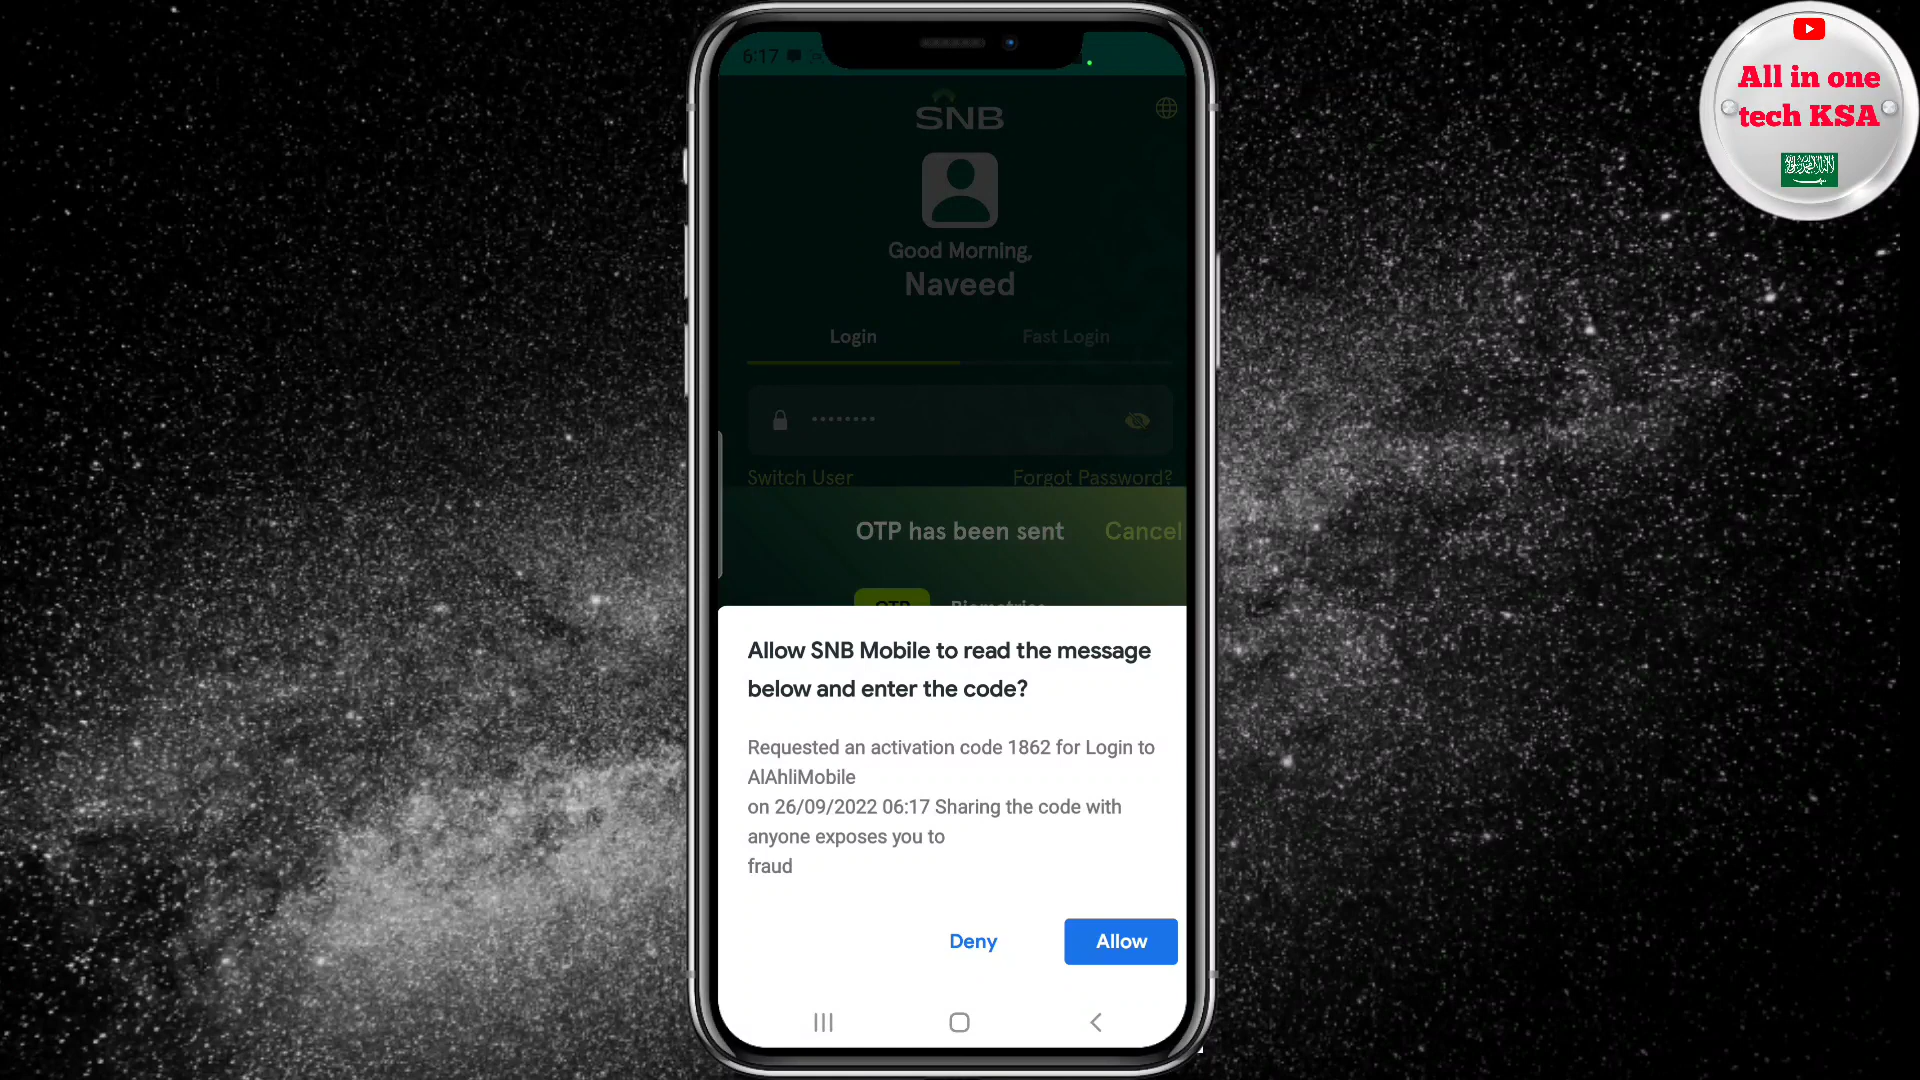 6:17
SNB
Good Morning,
Naveed
Login
Fast Login
Switch User
Forgot Password?
OTP has been sent
Cancel
OTP
Biometrics
Allow SNB Mobile to read the message
below and enter the code?
Requested an activation code 1862 for Login to
AlAhliMobile
on 26/09/2022 06:17 Sharing the code with
anyone exposes you to
fraud
Deny
Allow
All in one
tech KSA